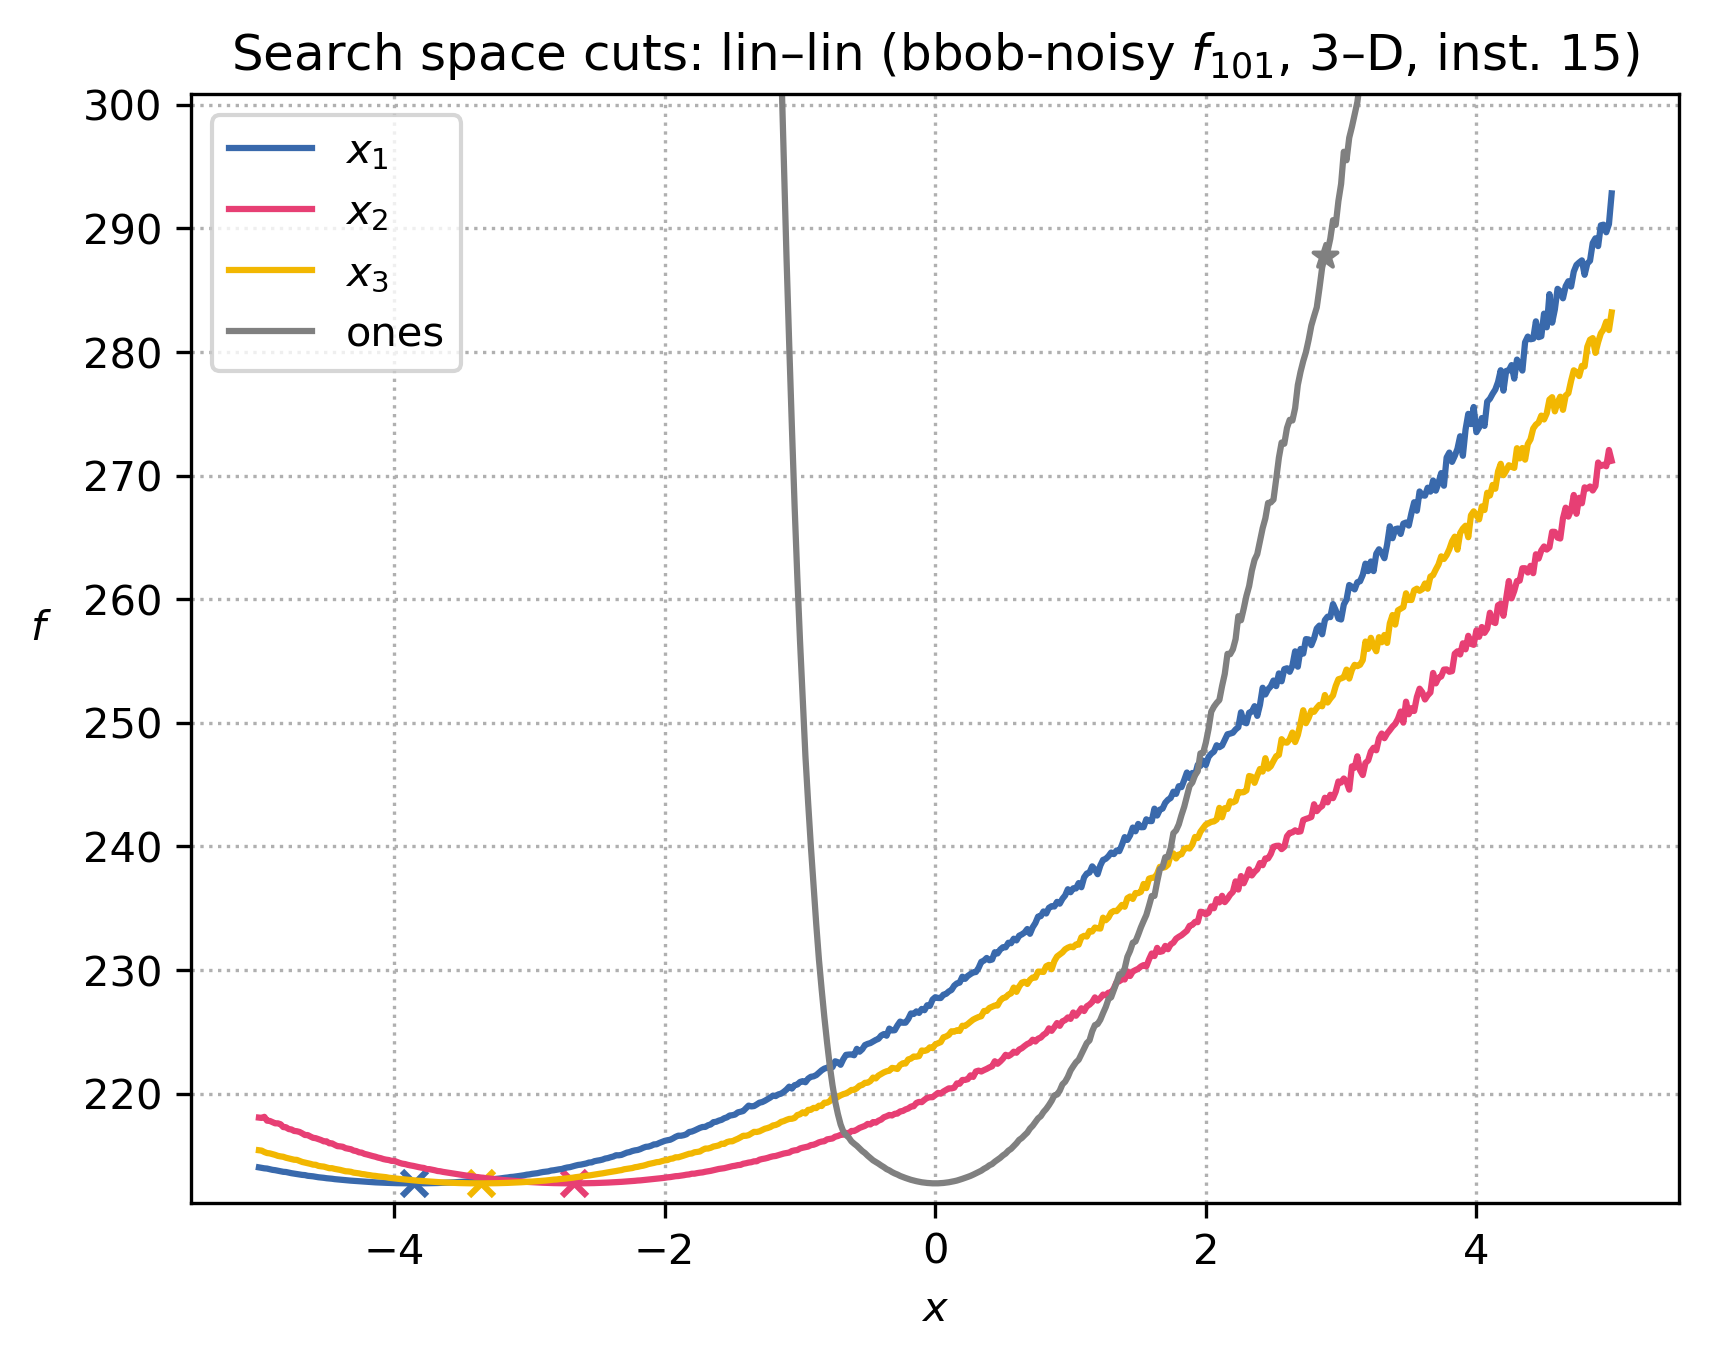 Search space cuts: lin–lin (bbob-noisy f₁₀₁, 3–D, inst. 15)
300
290
280
270
260
250
240
230
220
f
x₁
x₂
x₃
ones
−4 −2 0 2 4
x